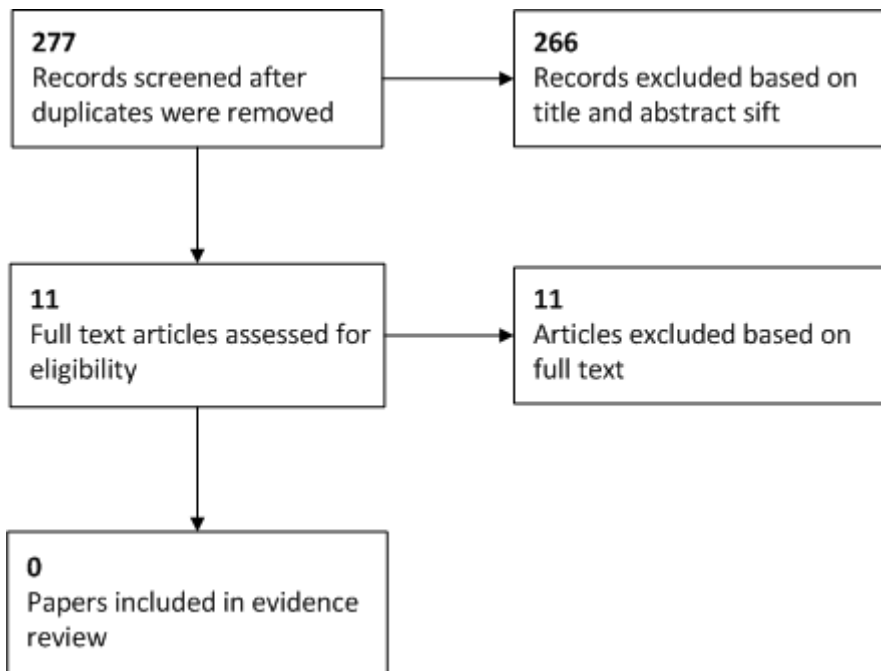 277
Records screened after
duplicates were removed
266
Records excluded based on
title and abstract sift
11
Full text articles assessed for
eligibility
11
Articles excluded based on
full text
0
Papers included in evidence
review